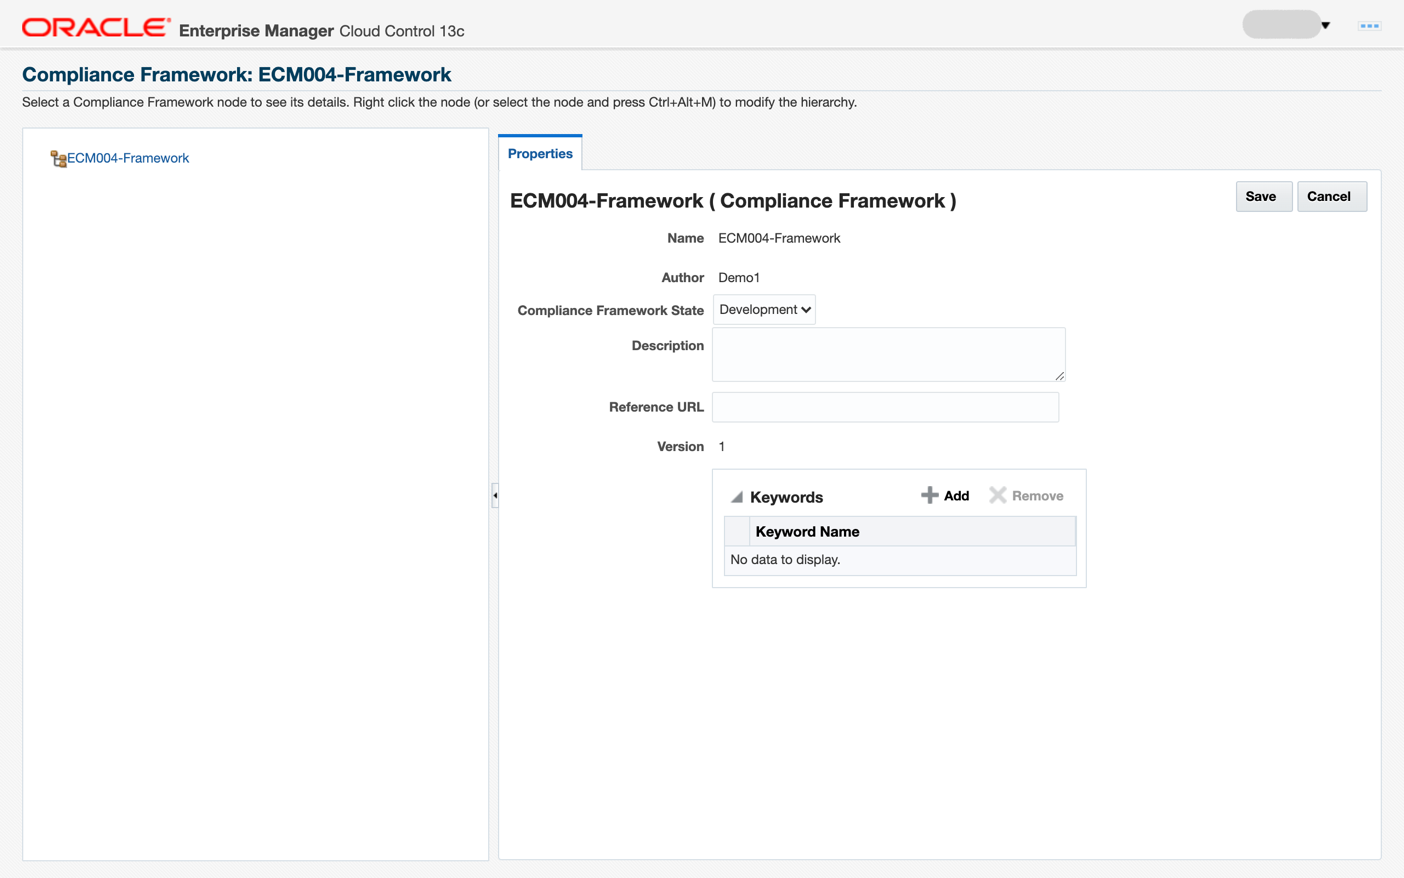 ORACLE® Enterprise Manager Cloud Control 13c
Compliance Framework: ECM004-Framework
Select a Compliance Framework node to see its details. Right click the node (or select the node and press Ctrl+Alt+M) to modify the hierarchy.
ECM004-Framework
Properties
ECM004-Framework ( Compliance Framework )
Save
Cancel
Name ECM004-Framework
Author Demo1
Compliance Framework State Development
Description
Reference URL
Version 1
Keywords
Add
Remove
Keyword Name
No data to display.